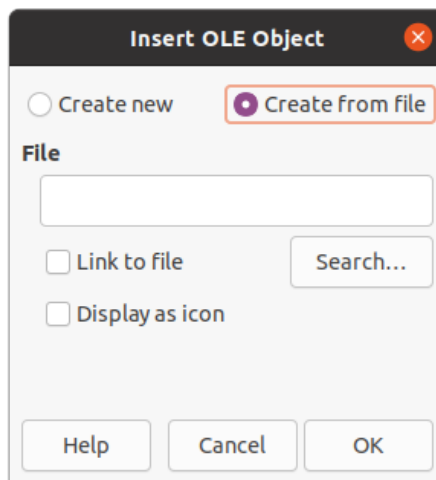 Insert OLE Object
Create new Create from file
File
Link to file Search...
Display as icon
Help Cancel OK